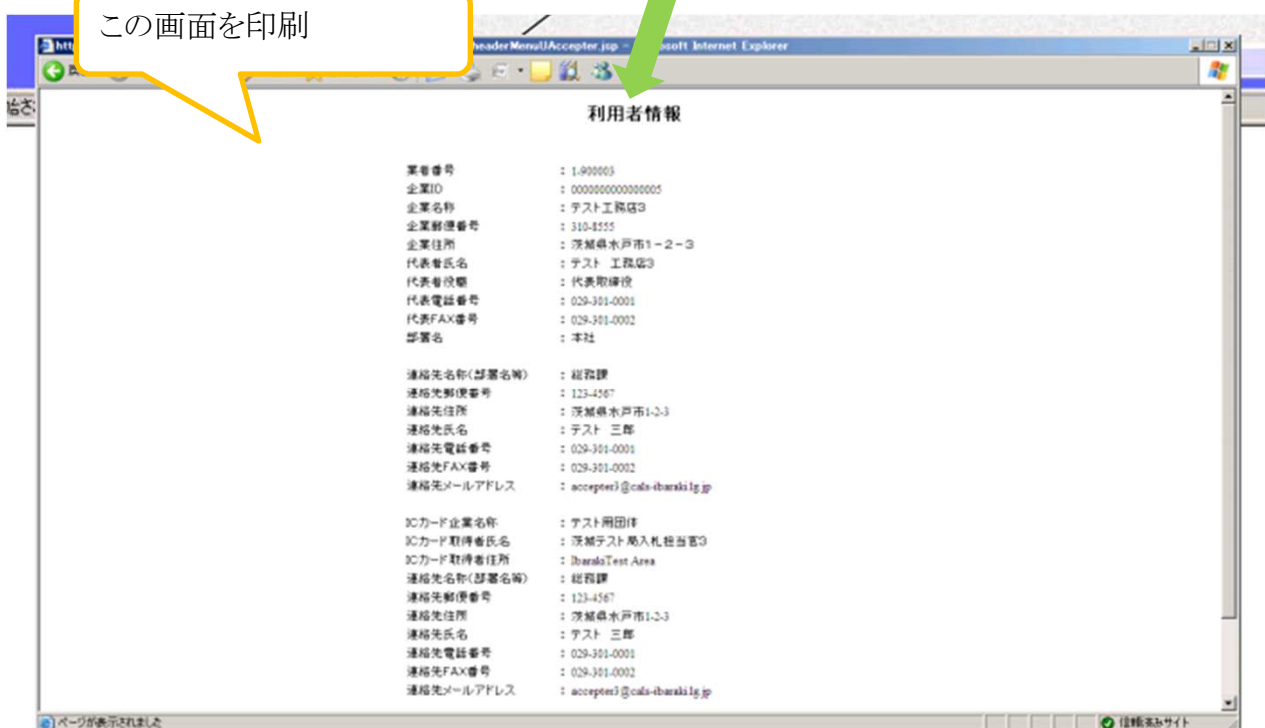 この画面を印刷
headerMenuUAccepter.jsp - Microsoft Internet Explorer
利用者情報
業者番号 : 1-900003
企業ID : 0000000000000005
企業名称 : テスト工務店3
企業郵便番号 : 310-8555
企業住所 : 茨城県水戸市1-2-3
代表者氏名 : テスト 工務店3
代表者役職 : 代表取締役
代表電話番号 : 029-301-0001
代表FAX番号 : 029-301-0002
部署名 : 本社
連絡先名称(部署名等) : 総務課
連絡先郵便番号 : 123-4567
連絡先住所 : 茨城県水戸市1-2-3
連絡先氏名 : テスト 三郎
連絡先電話番号 : 029-301-0001
連絡先FAX番号 : 029-301-0002
連絡先メールアドレス : accepter3@cals-ibaraki.lg.jp
ICカード企業名称 : テスト用団体
ICカード取得者氏名 : 茨城テスト局入札担当官3
ICカード取得者住所 : IbarakiTest Area
連絡先名称(部署名等) : 総務課
連絡先郵便番号 : 123-4567
連絡先住所 : 茨城県水戸市1-2-3
連絡先氏名 : テスト 三郎
連絡先電話番号 : 029-301-0001
連絡先FAX番号 : 029-301-0002
連絡先メールアドレス : accepter3@cals-ibaraki.lg.jp
ページが表示されました
信頼済みサイト